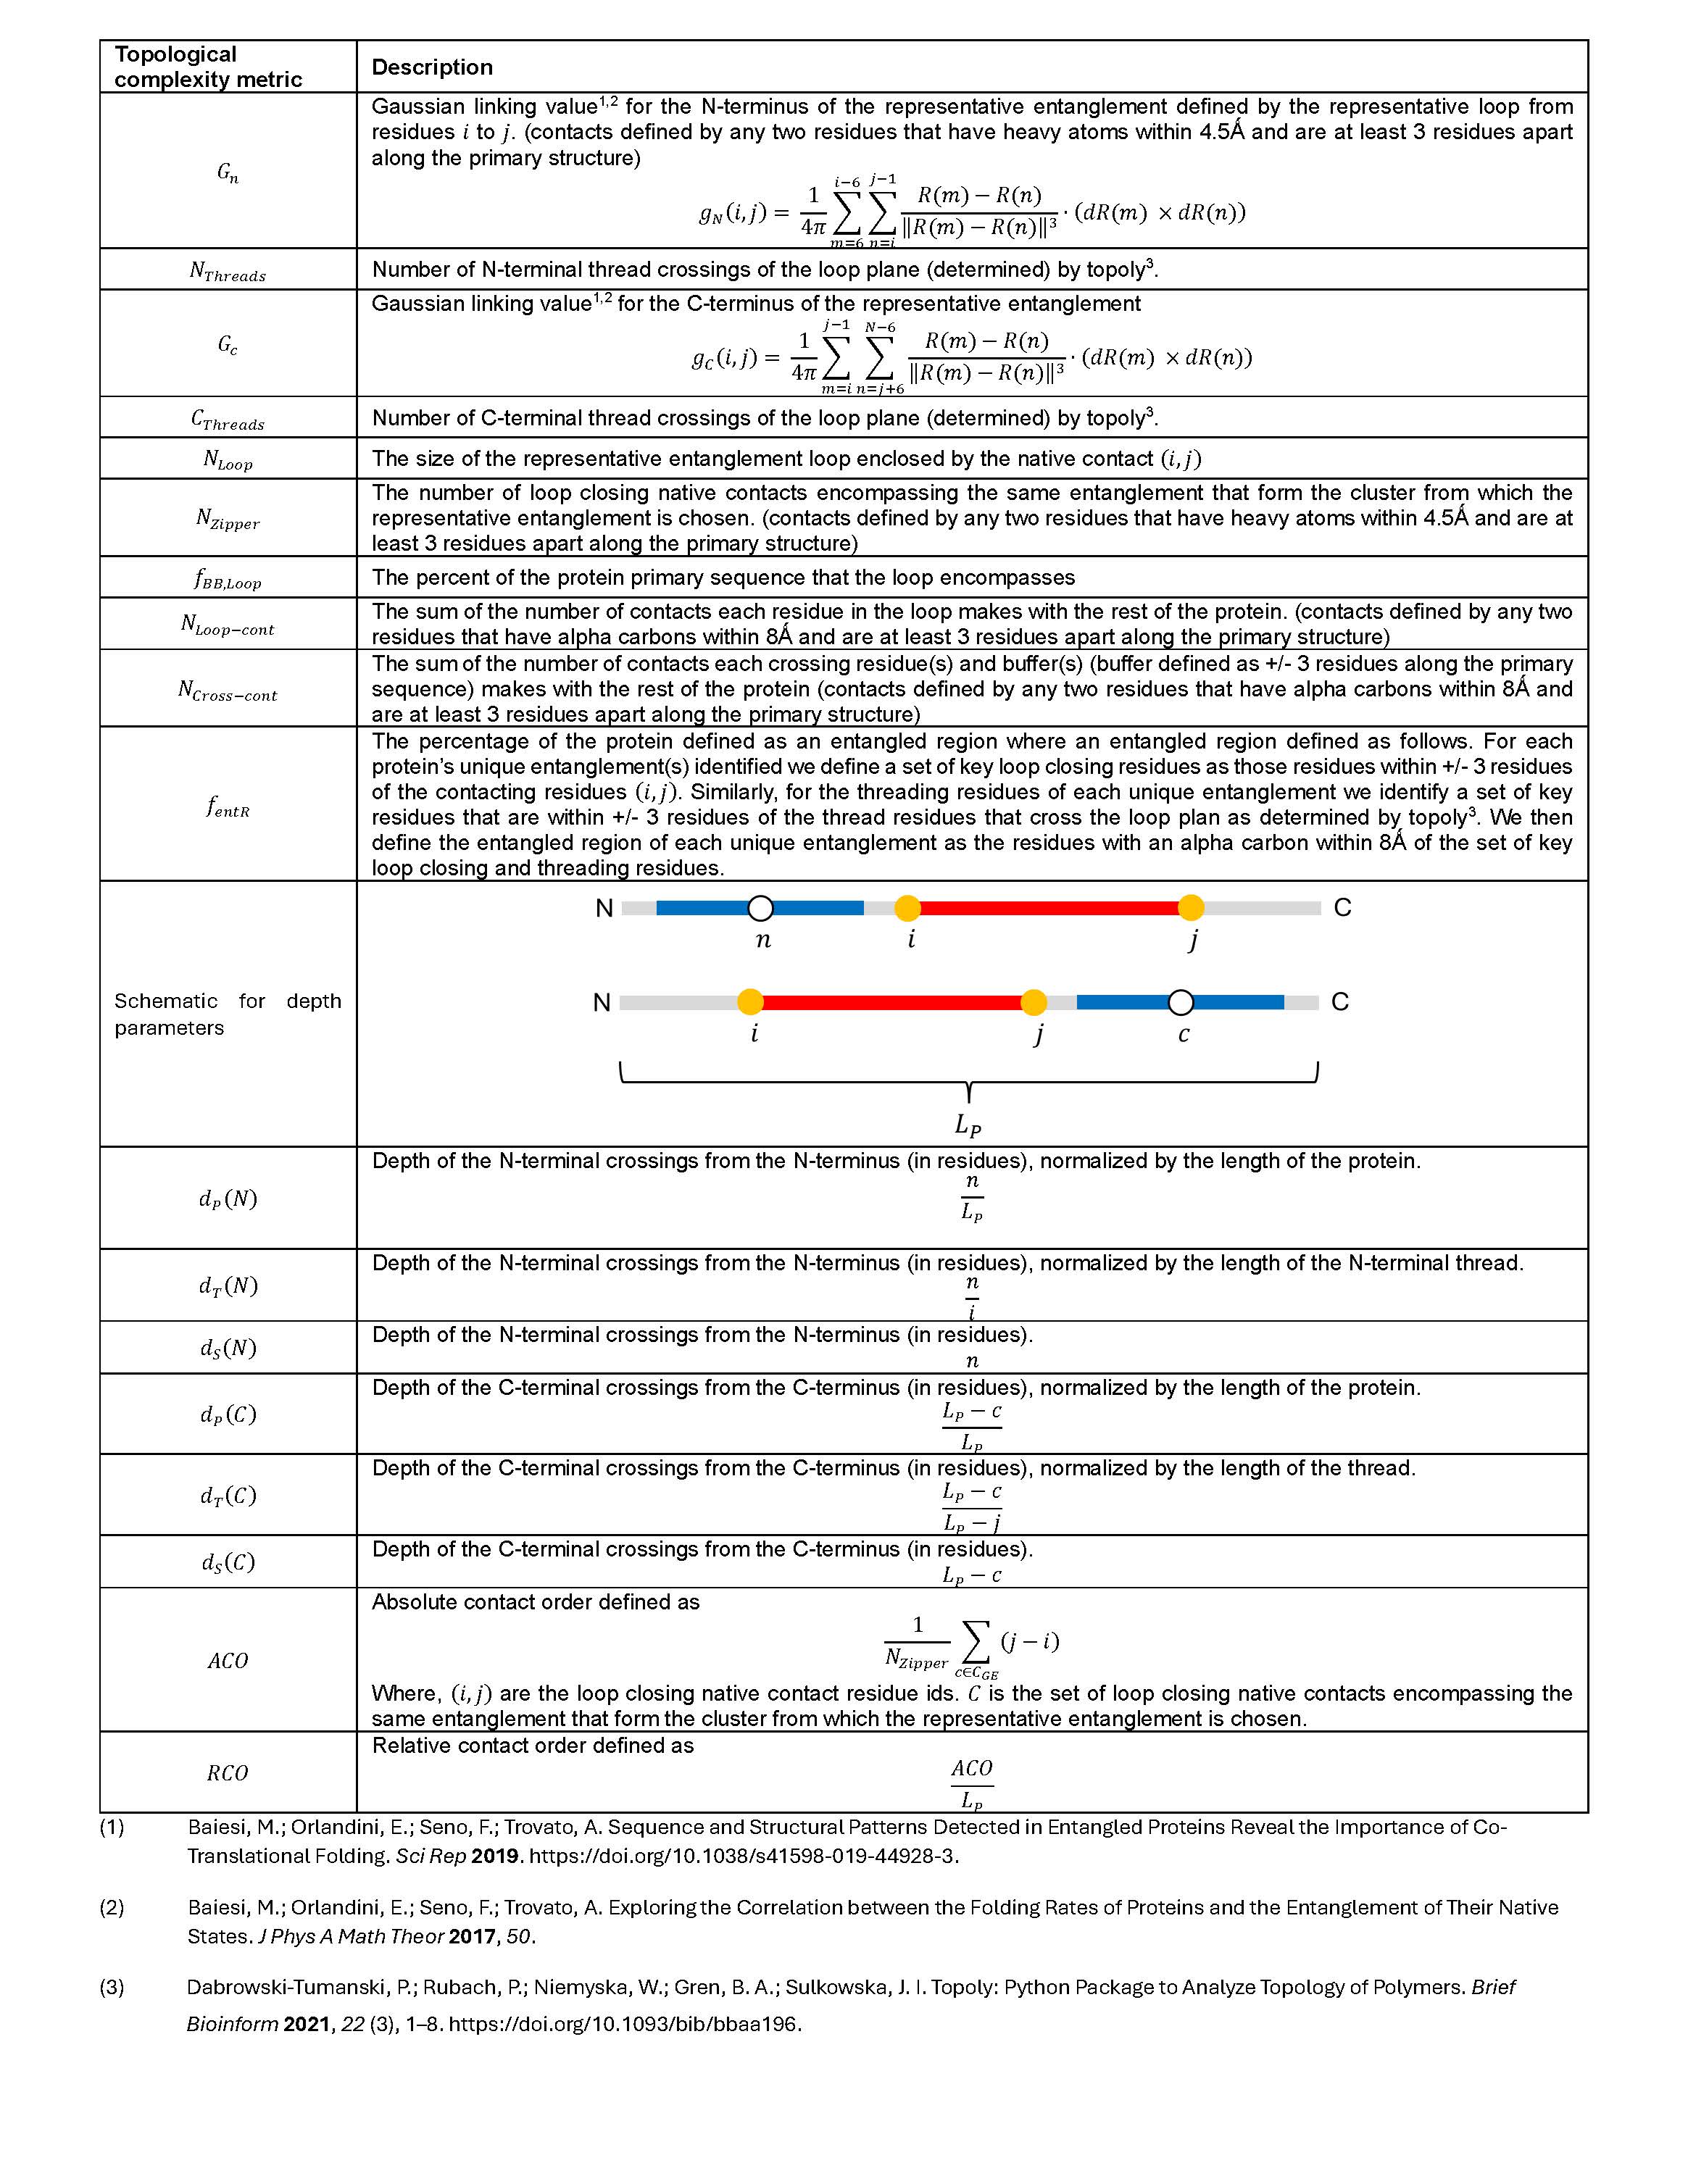 Topological
complexity metric
Description
Gaussian linking value1,2 for the N-terminus of the representative entanglement defined by the representative loop from
residues i to j. (contacts defined by any two residues that have heavy atoms within 4.5Á and are at least 3 residues apart
along the primary structure)
G_n
g_N(i,j) = \frac{1}{4π} \sum_{m=6}^{i−6} \sum_{n=i}^{j−1} \frac{R(m) − R(n)}{‖R(m) − R(n)‖^3} · (dR(m) × dR(n))
N_{Threads}
Number of N-terminal thread crossings of the loop plane (determined) by topoly3.
Gaussian linking value1,2 for the C-terminus of the representative entanglement
G_c
g_C(i,j) = \frac{1}{4π} \sum_{m=i}^{j−1} \sum_{n=j+6}^{N−6} \frac{R(m) − R(n)}{‖R(m) − R(n)‖^3} · (dR(m) × dR(n))
C_{Threads}
Number of C-terminal thread crossings of the loop plane (determined) by topoly3.
N_{Loop}
The size of the representative entanglement loop enclosed by the native contact (i,j)
N_{Zipper}
The number of loop closing native contacts encompassing the same entanglement that form the cluster from which the
representative entanglement is chosen. (contacts defined by any two residues that have heavy atoms within 4.5Á and are at
least 3 residues apart along the primary structure)
f_{BB,Loop}
The percent of the protein primary sequence that the loop encompasses
N_{Loop−cont}
The sum of the number of contacts each residue in the loop makes with the rest of the protein. (contacts defined by any two
residues that have alpha carbons within 8Á and are at least 3 residues apart along the primary structure)
N_{Cross−cont}
The sum of the number of contacts each crossing residue(s) and buffer(s) (buffer defined as +/- 3 residues along the primary
sequence) makes with the rest of the protein (contacts defined by any two residues that have alpha carbons within 8Á and
are at least 3 residues apart along the primary structure)
f_{entR}
The percentage of the protein defined as an entangled region where an entangled region defined as follows. For each
protein's unique entanglement(s) identified we define a set of key loop closing residues as those residues within +/- 3 residues
of the contacting residues (i,j). Similarly, for the threading residues of each unique entanglement we identify a set of key
residues that are within +/- 3 residues of the thread residues that cross the loop plan as determined by topoly3. We then
define the entangled region of each unique entanglement as the residues with an alpha carbon within 8Á of the set of key
loop closing and threading residues.
Schematic for depth
parameters
N C
n i j
N C
i j c
L_P
d_P(N)
Depth of the N-terminal crossings from the N-terminus (in residues), normalized by the length of the protein.
\frac{n}{L_P}
d_T(N)
Depth of the N-terminal crossings from the N-terminus (in residues), normalized by the length of the N-terminal thread.
\frac{n}{i}
d_S(N)
Depth of the N-terminal crossings from the N-terminus (in residues).
n
d_P(C)
Depth of the C-terminal crossings from the C-terminus (in residues), normalized by the length of the protein.
\frac{L_P − c}{L_P}
d_T(C)
Depth of the C-terminal crossings from the C-terminus (in residues), normalized by the length of the thread.
\frac{L_P − c}{L_P − j}
d_S(C)
Depth of the C-terminal crossings from the C-terminus (in residues).
L_P − c
ACO
Absolute contact order defined as
\frac{1}{N_{Zipper}} \sum_{c∈C_{GE}} (j − i)
Where, (i,j) are the loop closing native contact residue ids. C is the set of loop closing native contacts encompassing the
same entanglement that form the cluster from which the representative entanglement is chosen.
RCO
Relative contact order defined as
\frac{ACO}{L_P}
(1) Baiesi, M.; Orlandini, E.; Seno, F.; Trovato, A. Sequence and Structural Patterns Detected in Entangled Proteins Reveal the Importance of Co-
Translational Folding. Sci Rep 2019. https://doi.org/10.1038/s41598-019-44928-3.
(2) Baiesi, M.; Orlandini, E.; Seno, F.; Trovato, A. Exploring the Correlation between the Folding Rates of Proteins and the Entanglement of Their Native
States. J Phys A Math Theor 2017, 50.
(3) Dabrowski-Tumanski, P.; Rubach, P.; Niemyska, W.; Gren, B. A.; Sulkowska, J. I. Topoly: Python Package to Analyze Topology of Polymers. Brief
Bioinform 2021, 22 (3), 1–8. https://doi.org/10.1093/bib/bbaa196.